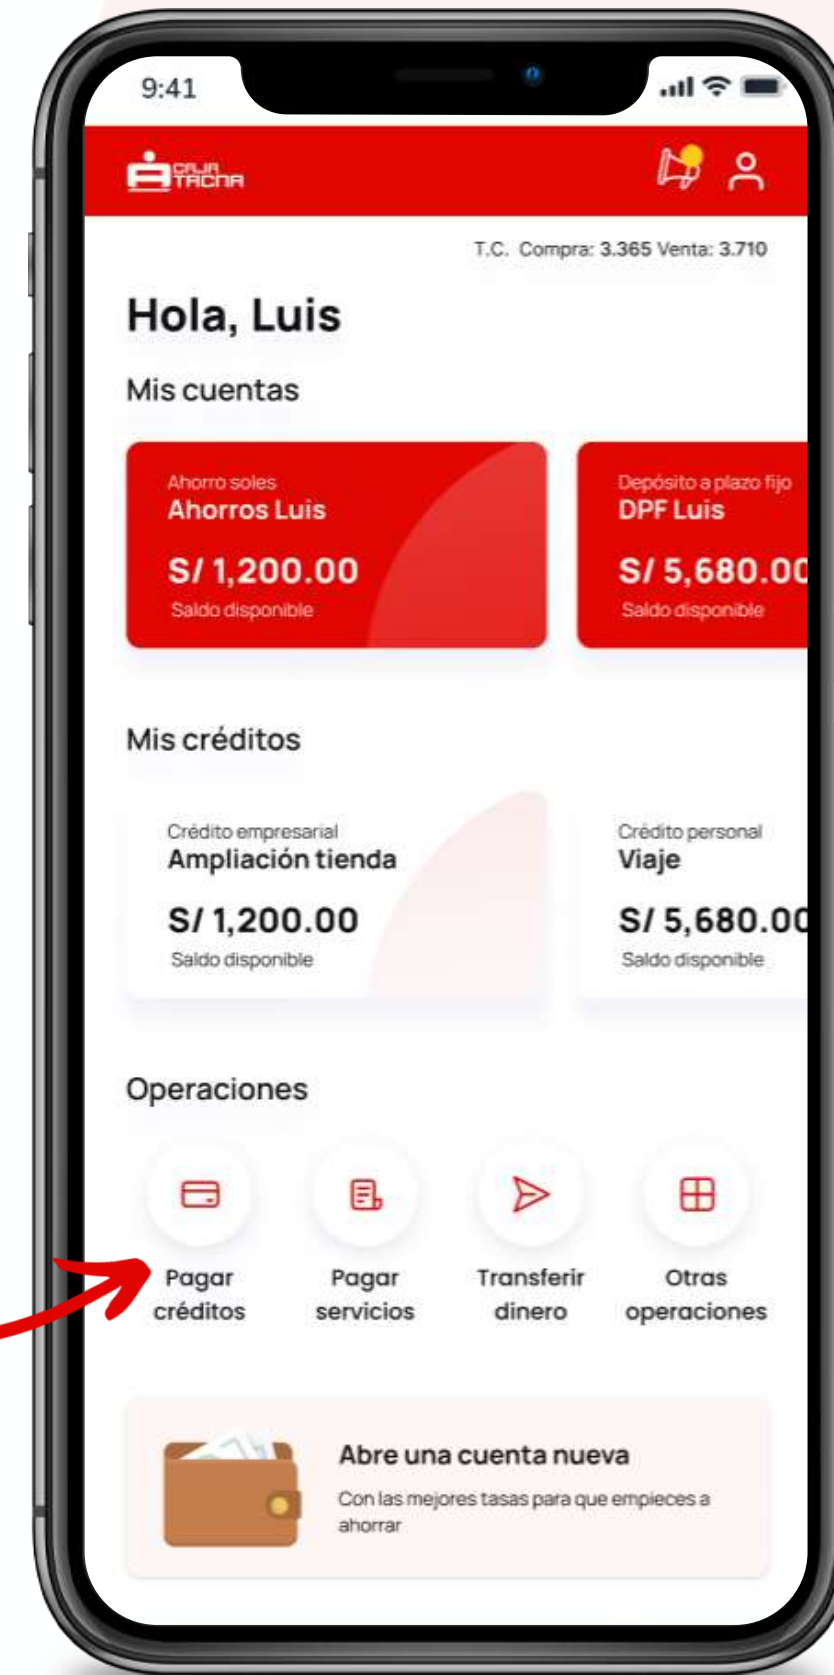 9:41
CAJA
TACNA
T.C. Compra: 3.365 Venta: 3.710
Hola, Luis
Mis cuentas
Ahorro soles
Ahorros Luis
S/ 1,200.00
Saldo disponible
Depósito a plazo fijo
DPF Luis
S/ 5,680.00
Saldo disponible
Mis créditos
Crédito empresarial
Ampliación tienda
S/ 1,200.00
Saldo disponible
Crédito personal
Viaje
S/ 5,680.00
Saldo disponible
Operaciones
Pagar
créditos
Pagar
servicios
Transferir
dinero
Otras
operaciones
Abre una cuenta nueva
Con las mejores tasas para que empieces a
ahorrar